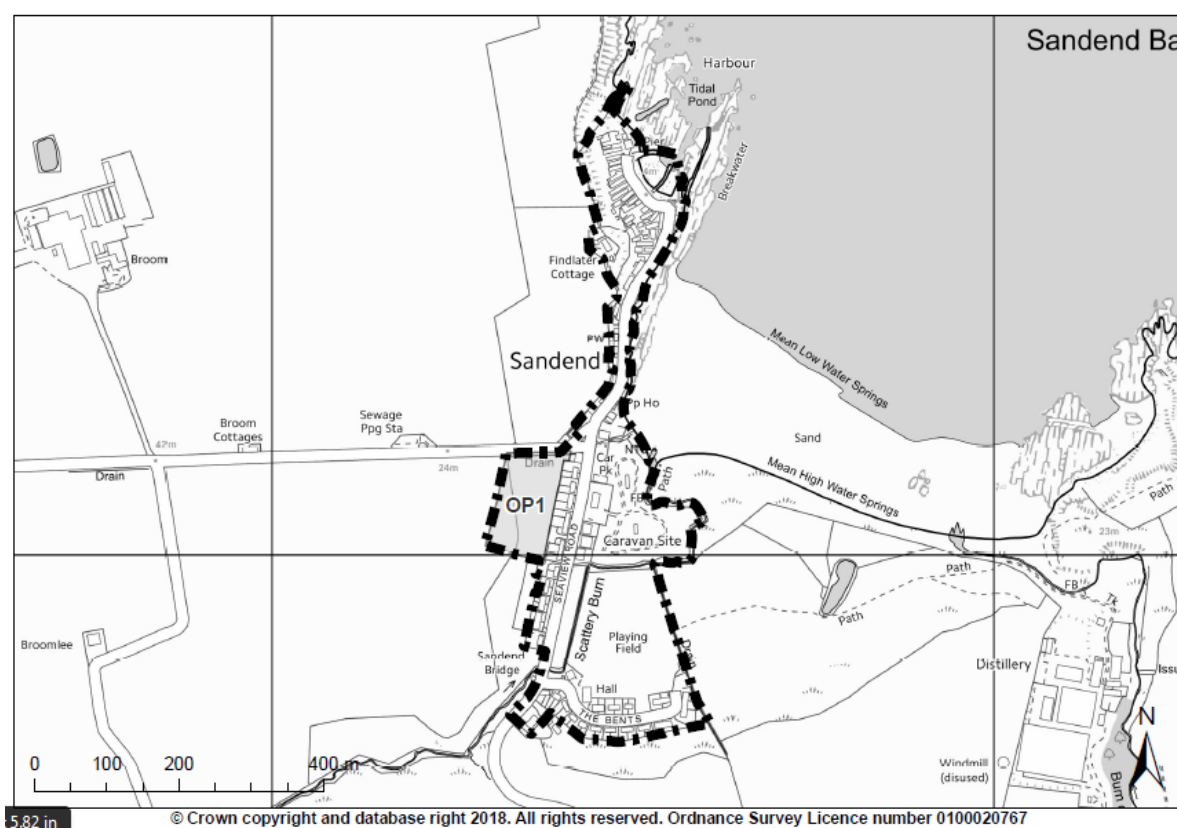 Sandend Ba
Harbour
Tidal
Pond
Pier
Breakwater
Broom
Findlater
Cottage
PW
Sandend
Mean Low Water Springs
Pp Ho
Sewage
Ppg Sta
Broom
Cottages
42m
24m
Drain
Drain
Car
Pk
Path
Sand
Mean High Water Springs
Path
OP1
FB
Caravan Site
23m
SEAVIEW ROAD
Scattery Burn
Path
FB
Path
Broomlee
Sandend
Bridge
Playing
Field
Drain
Distillery
Issu
Hall
THE BENTS
N
Windmill
(disused)
Burn
0 100 200 400 m
5.82 in
© Crown copyright and database right 2018. All rights reserved. Ordnance Survey Licence number 0100020767